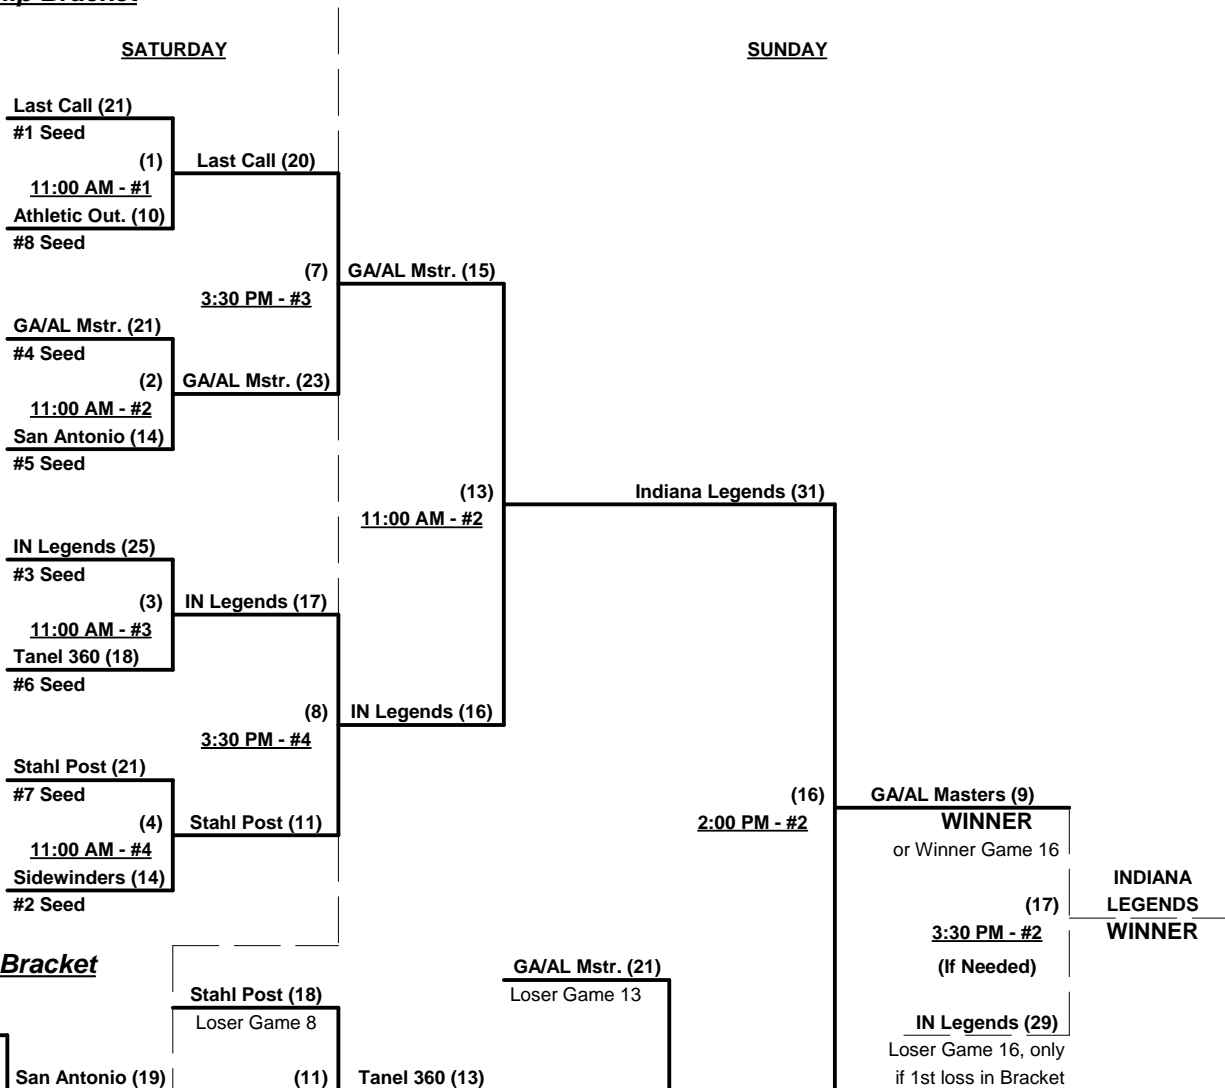 SATURDAY
SUNDAY
Last Call (21)
#1 Seed
(1)
Last Call (20)
11:00 AM - #1
Athletic Out. (10)
#8 Seed
(7)
GA/AL Mstr. (15)
3:30 PM - #3
GA/AL Mstr. (21)
#4 Seed
(2)
GA/AL Mstr. (23)
11:00 AM - #2
San Antonio (14)
#5 Seed
(13)
Indiana Legends (31)
11:00 AM - #2
IN Legends (25)
#3 Seed
(3)
IN Legends (17)
11:00 AM - #3
Tanel 360 (18)
#6 Seed
(8)
IN Legends (16)
3:30 PM - #4
Stahl Post (21)
#7 Seed
(16)
GA/AL Masters (9)
(4)
Stahl Post (11)
2:00 PM - #2
WINNER
11:00 AM - #4
or Winner Game 16
Sidewinders (14)
INDIANA
#2 Seed
(17)
LEGENDS
3:30 PM - #2
WINNER
Bracket
GA/AL Mstr. (21)
(If Needed)
Stahl Post (18)
Loser Game 13
Loser Game 8
IN Legends (29)
Loser Game 16, only
San Antonio (19)
(11)
Tanel 360 (13)
if 1st loss in Bracket